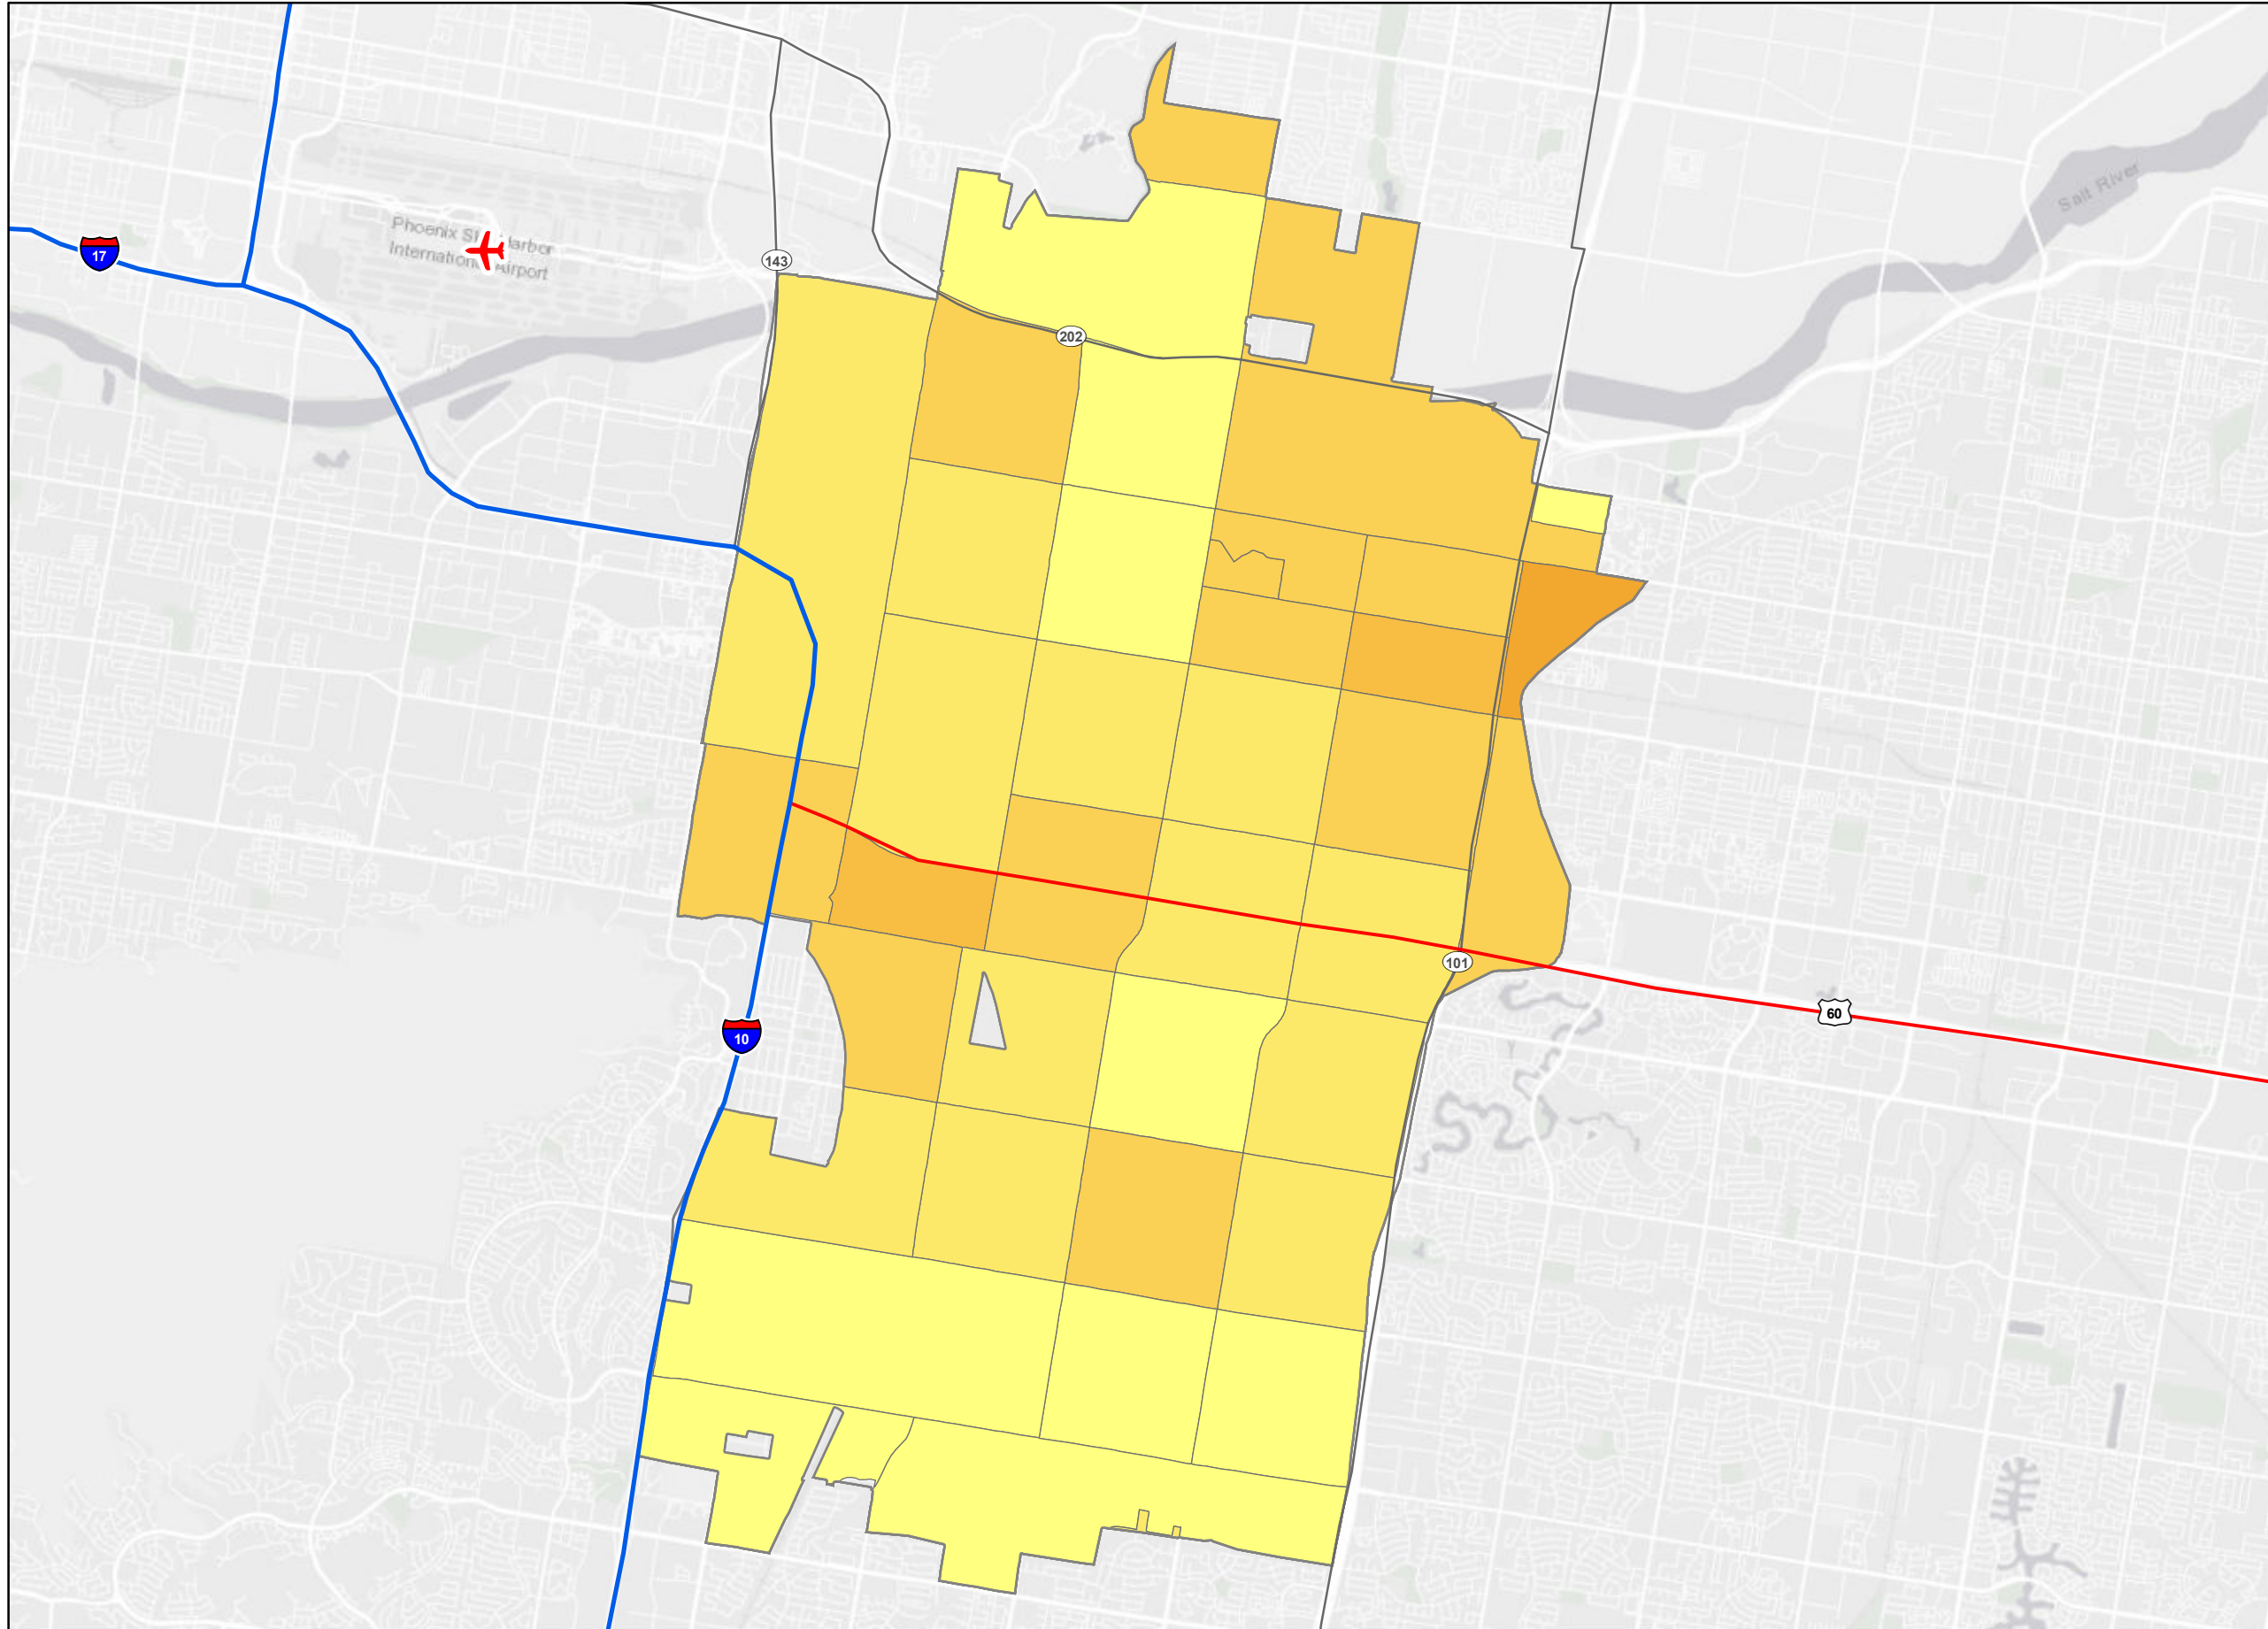 Salt River
Phoenix Sky Harbor
International Airport
17
143
202
101
10
60